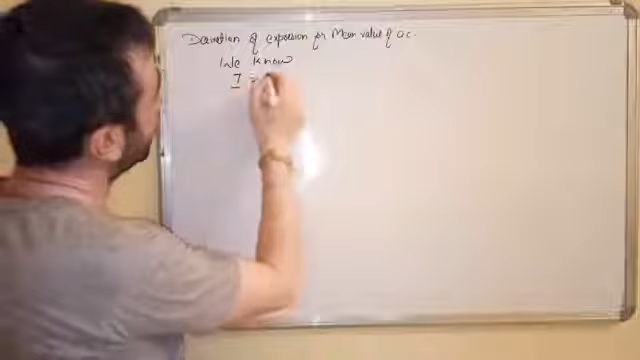 Derivation of expression for Mean value of a.c.
We know
I =